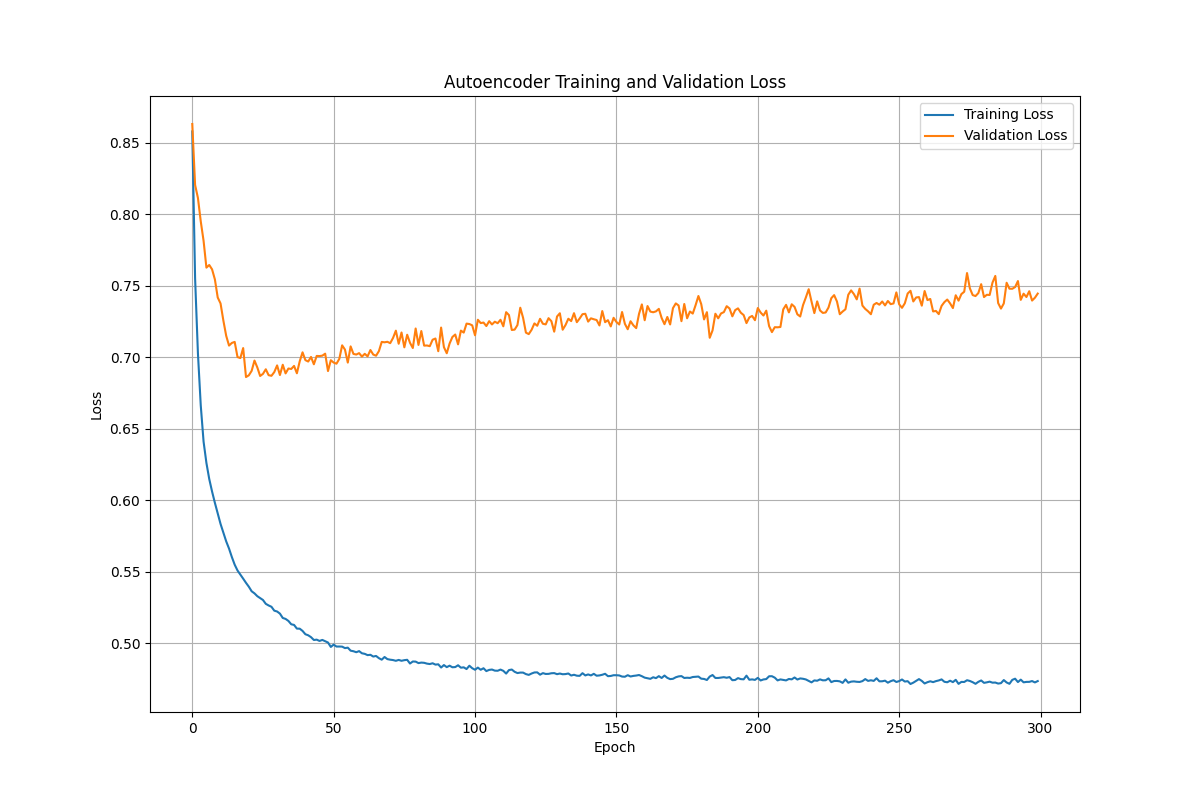 Autoencoder Training and Validation Loss
Training Loss
Validation Loss
0.85
0.80
0.75
0.70
0.65
0.60
0.55
0.50
Loss
0 50 100 150 200 250 300
Epoch